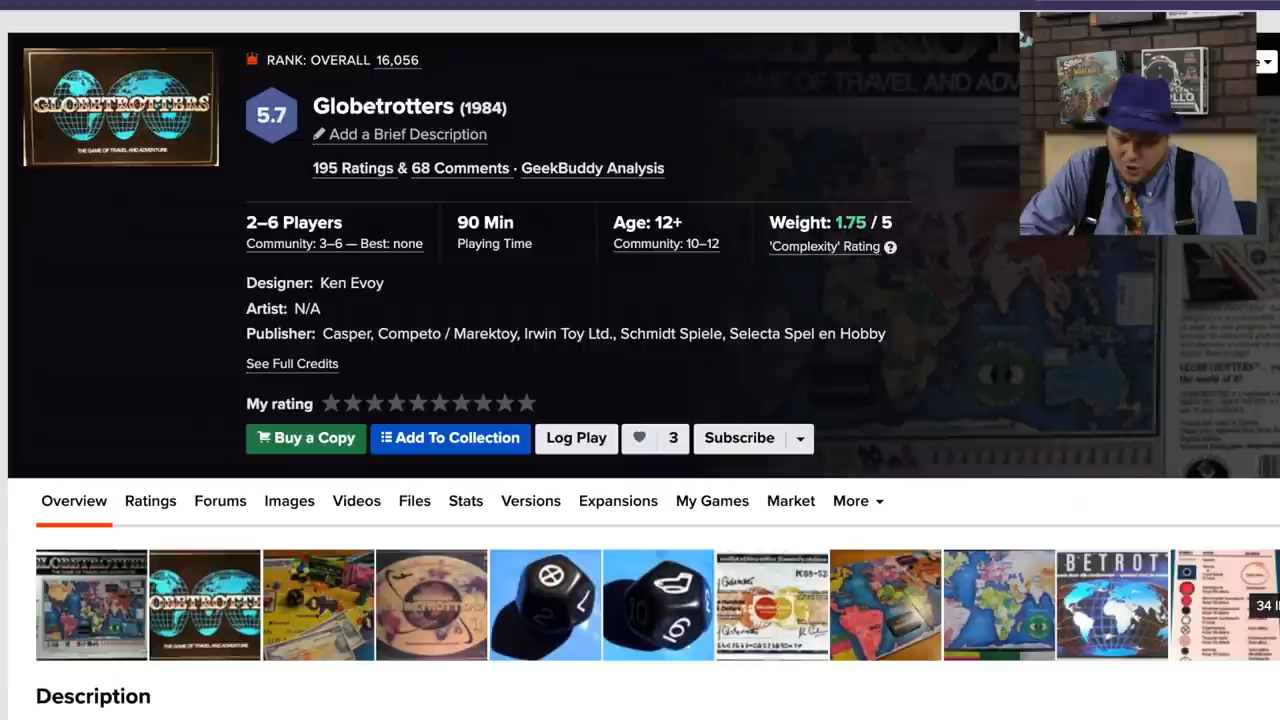 RANK: OVERALL 16,056
GLOBETROTTERS
THE GAME OF TRAVEL AND ADVENTURE
5.7
Globetrotters (1984)
Add a Brief Description
195 Ratings & 68 Comments · GeekBuddy Analysis
2–6 Players
90 Min
Age: 12+
Weight: 1.75 / 5
Community: 3–6 — Best: none
Playing Time
Community: 10–12
'Complexity' Rating
Designer: Ken Evoy
Artist: N/A
Publisher: Casper, Competo / Marektoy, Irwin Toy Ltd., Schmidt Spiele, Selecta Spel en Hobby
See Full Credits
My rating
Buy a Copy
Add To Collection
Log Play
3
Subscribe
Overview
Ratings
Forums
Images
Videos
Files
Stats
Versions
Expansions
My Games
Market
More
BETROT
34
Description